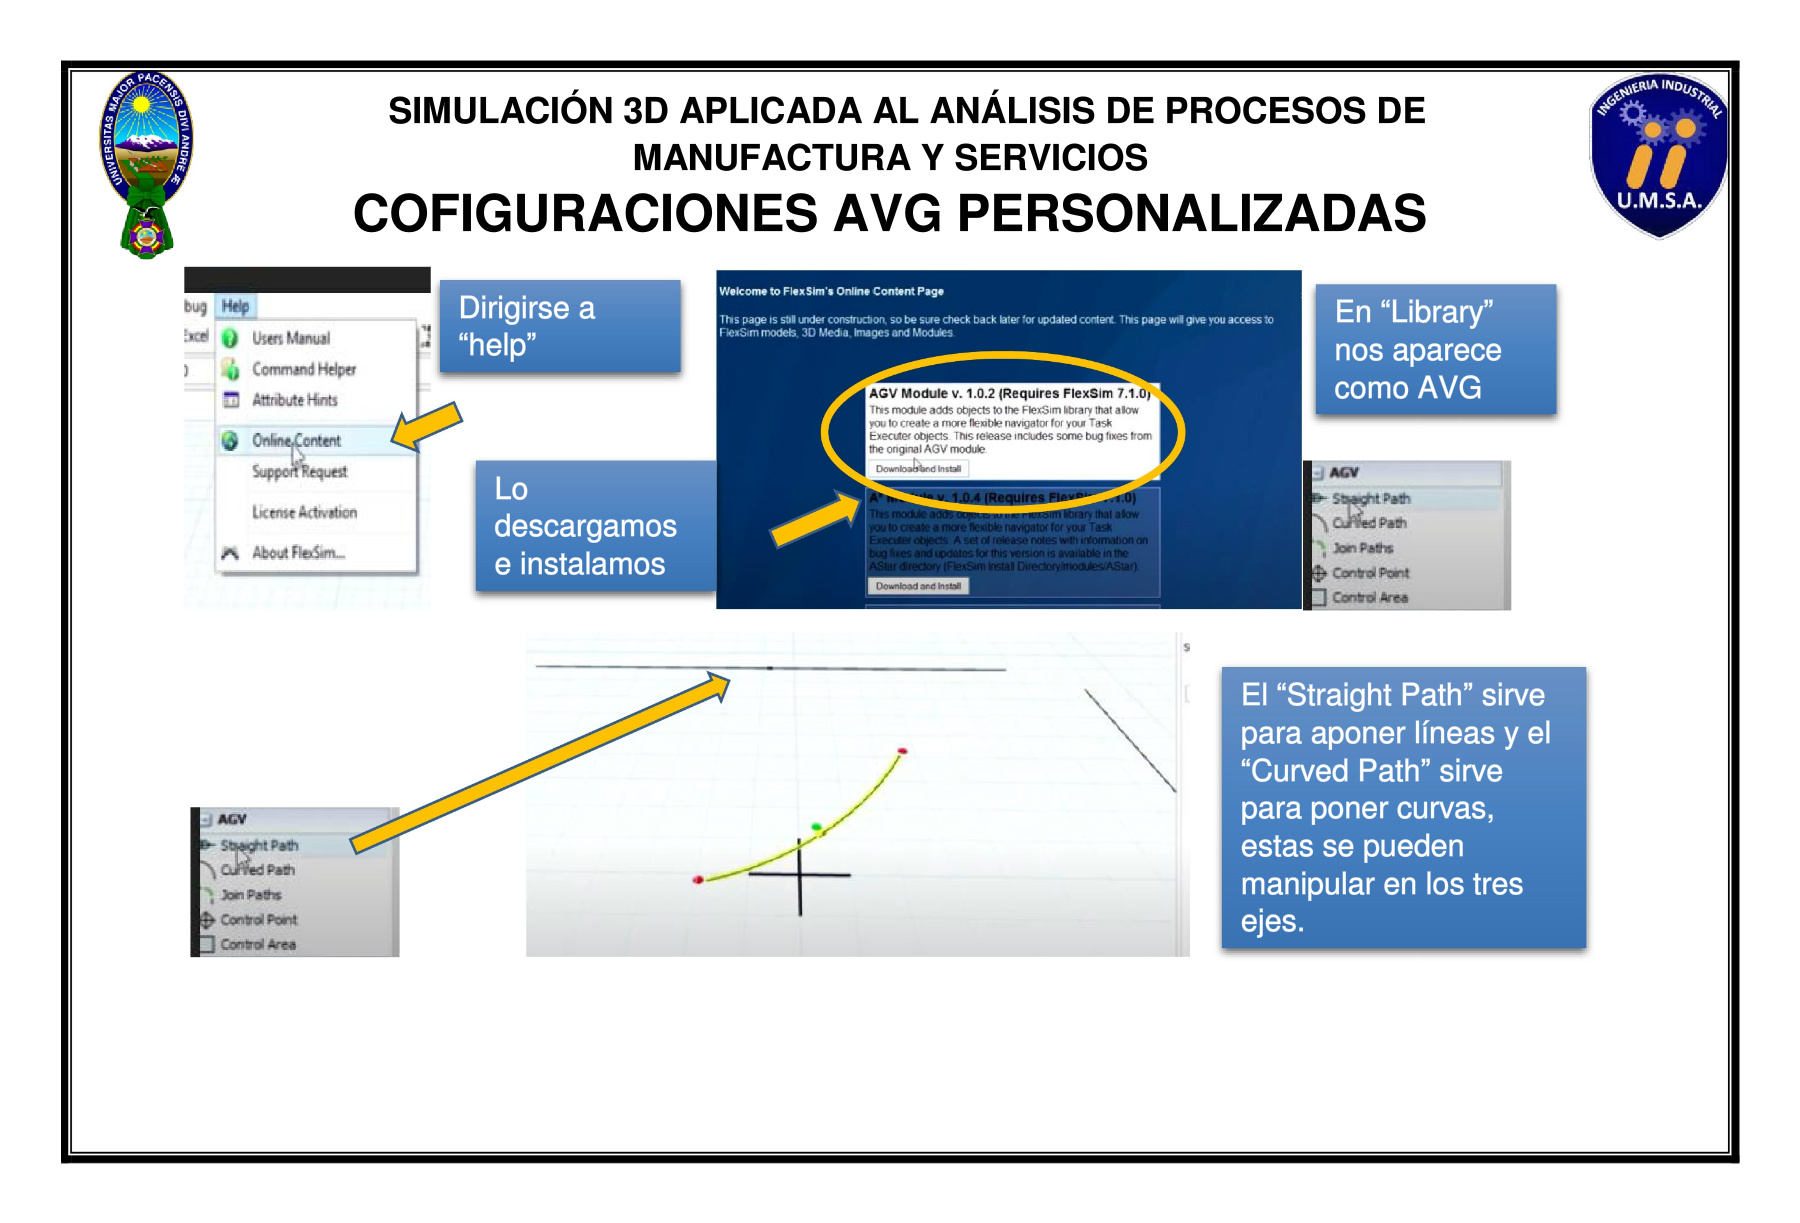 UNIVERSITAS MAJOR PACENSIS DIVI ANDRE Æ
INGENIERIA INDUSTRIAL
U.M.S.A.
SIMULACIÓN 3D APLICADA AL ANÁLISIS DE PROCESOS DE
MANUFACTURA Y SERVICIOS
COFIGURACIONES AVG PERSONALIZADAS
bug Help
Excel
Users Manual
Command Helper
Attribute Hints
Online Content
Support Request
License Activation
About FlexSim...
Dirigirse a
“help”
Lo
descargamos
e instalamos
Welcome to FlexSim's Online Content Page
This page is still under construction, so be sure check back later for updated content. This page will give you access to
FlexSim models, 3D Media, Images and Modules.
AGV Module v. 1.0.2 (Requires FlexSim 7.1.0)
This module adds objects to the FlexSim library that allow
you to create a more flexible navigator for your Task
Executer objects. This release includes some bug fixes from
the original AGV module.
Download and Install
A* Module v. 1.0.4 (Requires FlexSim 7.1.0)
This module adds objects to the FlexSim library that allow
you to create a more flexible navigator for your Task
Executer objects. A set of release notes with information on
bug fixes and updates for this version is available in the
AStar directory (FlexSim Install Directory/modules/AStar).
Download and Install
En “Library”
nos aparece
como AVG
AGV
Straight Path
Curved Path
Join Paths
Control Point
Control Area
AGV
Straight Path
Curved Path
Join Paths
Control Point
Control Area
El “Straight Path” sirve
para aponer líneas y el
“Curved Path” sirve
para poner curvas,
estas se pueden
manipular en los tres
ejes.